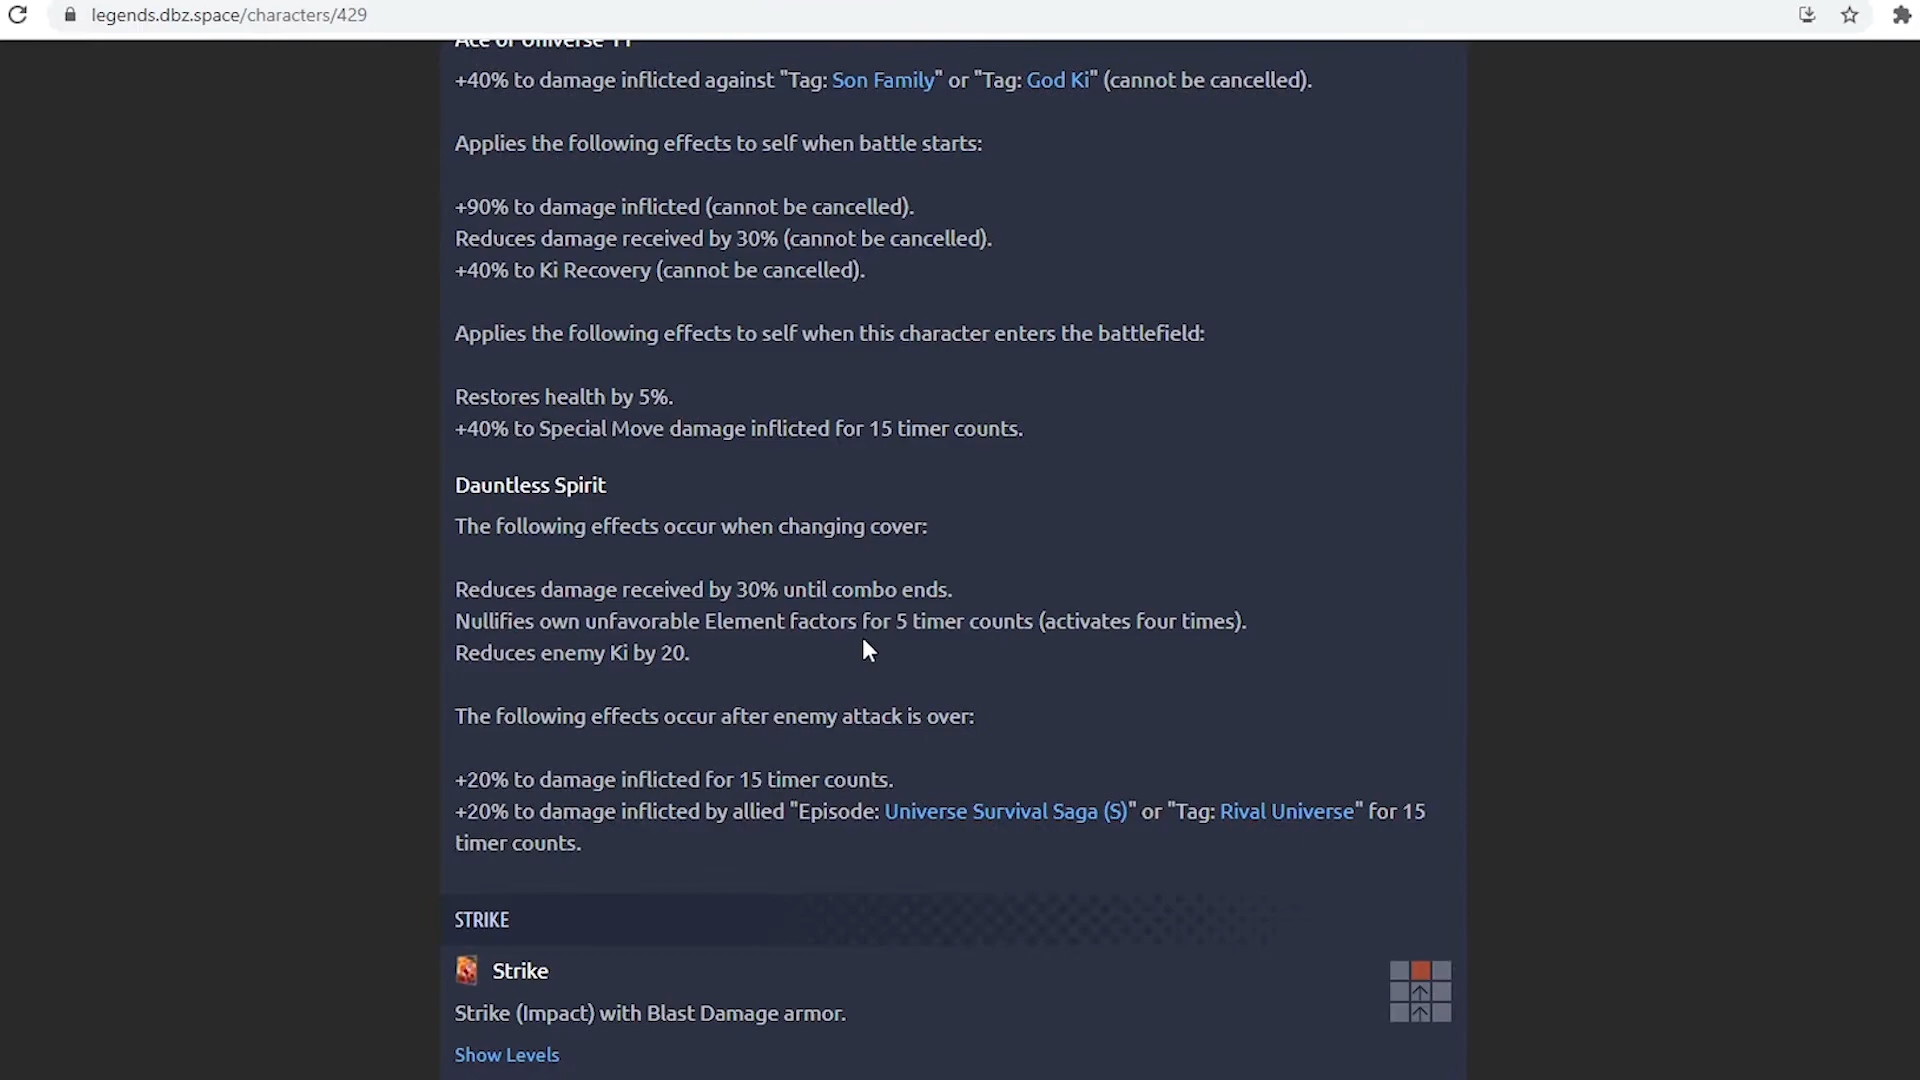 legends.dbz.space/characters/429
Ace of Universe 11
+40% to damage inflicted against "Tag: Son Family" or "Tag: God Ki" (cannot be cancelled).
Applies the following effects to self when battle starts:
+90% to damage inflicted (cannot be cancelled).
Reduces damage received by 30% (cannot be cancelled).
+40% to Ki Recovery (cannot be cancelled).
Applies the following effects to self when this character enters the battlefield:
Restores health by 5%.
+40% to Special Move damage inflicted for 15 timer counts.
Dauntless Spirit
The following effects occur when changing cover:
Reduces damage received by 30% until combo ends.
Nullifies own unfavorable Element factors for 5 timer counts (activates four times).
Reduces enemy Ki by 20.
The following effects occur after enemy attack is over:
+20% to damage inflicted for 15 timer counts.
+20% to damage inflicted by allied "Episode: Universe Survival Saga (S)" or "Tag: Rival Universe" for 15
timer counts.
STRIKE
Strike
Strike (Impact) with Blast Damage armor.
Show Levels